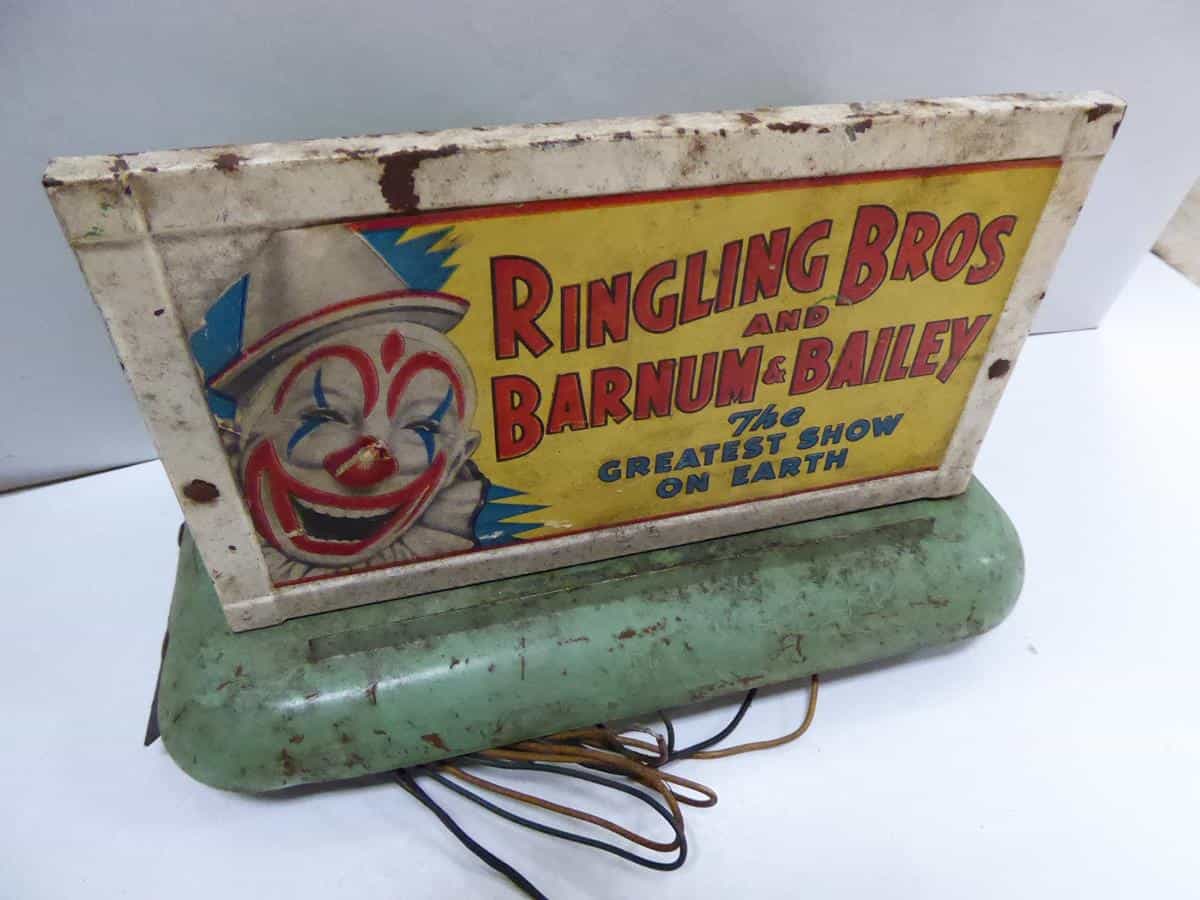 RINGLING BROS
AND
BARNUM & BAILEY
The
GREATEST SHOW
ON EARTH